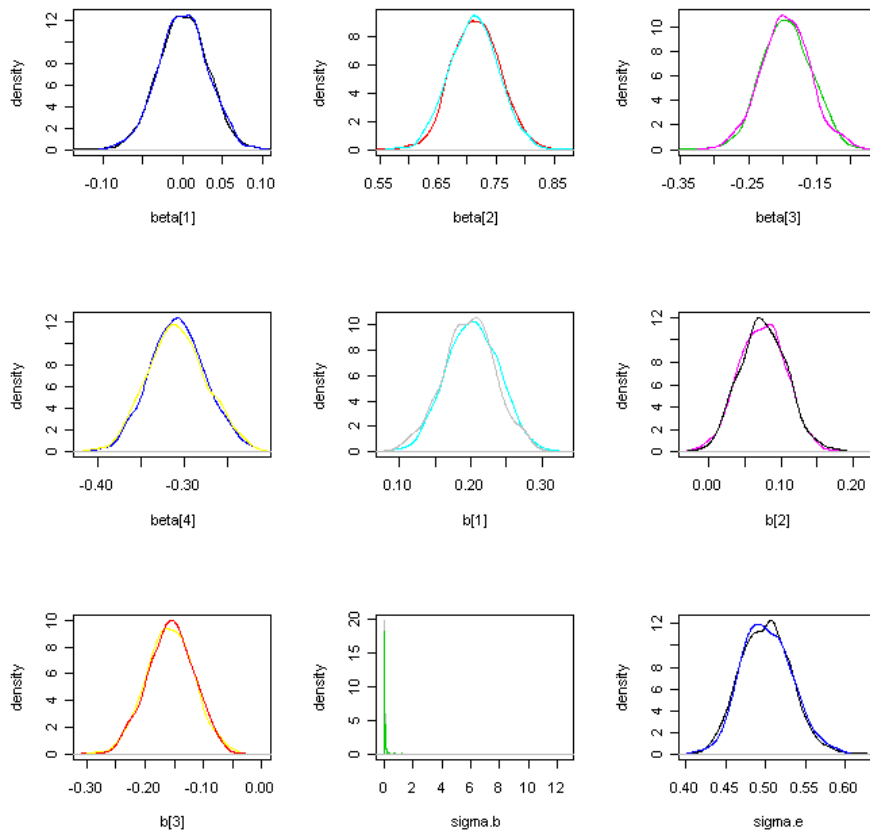 density
0 2 4 6 8 12
-0.10 0.00 0.05 0.10
beta[1]
density
0 2 4 6 8
0.55 0.65 0.75 0.85
beta[2]
density
0 2 4 6 8 10
-0.35 -0.25 -0.15
beta[3]
density
0 2 4 6 8 12
-0.40 -0.30
beta[4]
density
0 2 4 6 8 10
0.10 0.20 0.30
b[1]
density
0 2 4 6 8 12
0.00 0.10 0.20
b[2]
density
0 2 4 6 8 10
-0.30 -0.20 -0.10 0.00
b[3]
density
0 5 10 15 20
0 2 4 6 8 10 12
sigma.b
density
0 2 4 6 8 12
0.40 0.45 0.50 0.55 0.60
sigma.e